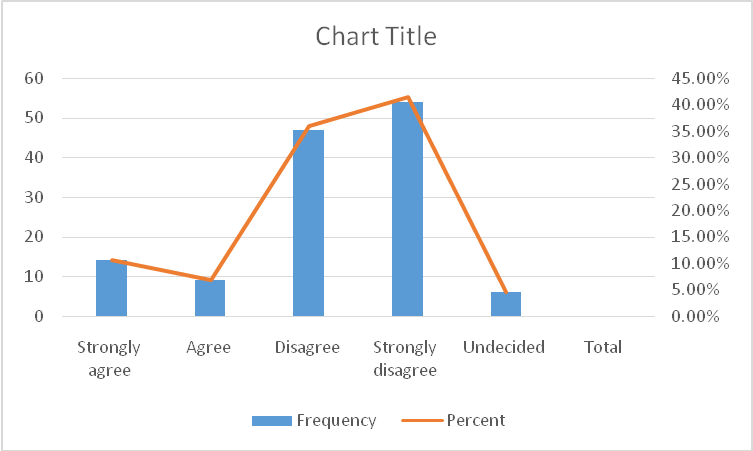 Chart Title
60
50
40
30
20
10
0
45.00%
40.00%
35.00%
30.00%
25.00%
20.00%
15.00%
10.00%
5.00%
0.00%
Strongly
agree
Agree
Disagree
Strongly
disagree
Undecided
Total
Frequency
Percent